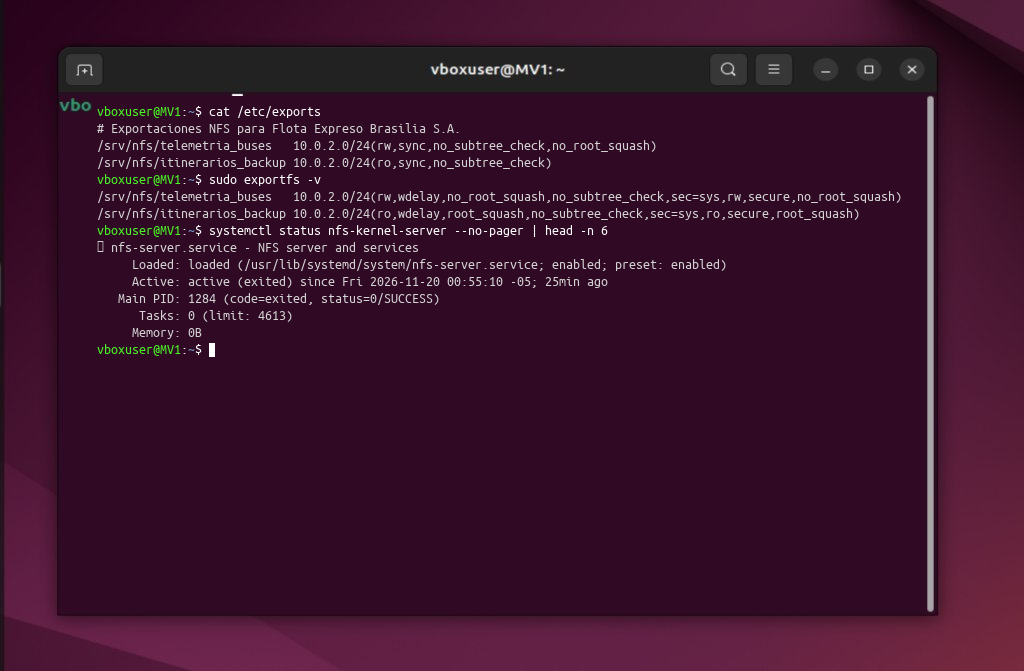 vboxuser@MV1: ~
vbo
vboxuser@MV1:~$ cat /etc/exports
# Exportaciones NFS para Flota Expreso Brasilia S.A.
/srv/nfs/telemetria_buses   10.0.2.0/24(rw,sync,no_subtree_check,no_root_squash)
/srv/nfs/itinerarios_backup 10.0.2.0/24(ro,sync,no_subtree_check)
vboxuser@MV1:~$ sudo exportfs -v
/srv/nfs/telemetria_buses   10.0.2.0/24(rw,wdelay,no_root_squash,no_subtree_check,sec=sys,rw,secure,no_root_squash)
/srv/nfs/itinerarios_backup 10.0.2.0/24(ro,wdelay,root_squash,no_subtree_check,sec=sys,ro,secure,root_squash)
vboxuser@MV1:~$ systemctl status nfs-kernel-server --no-pager | head -n 6
nfs-server.service - NFS server and services
     Loaded: loaded (/usr/lib/systemd/system/nfs-server.service; enabled; preset: enabled)
     Active: active (exited) since Fri 2026-11-20 00:55:10 -05; 25min ago
   Main PID: 1284 (code=exited, status=0/SUCCESS)
      Tasks: 0 (limit: 4613)
     Memory: 0B
vboxuser@MV1:~$